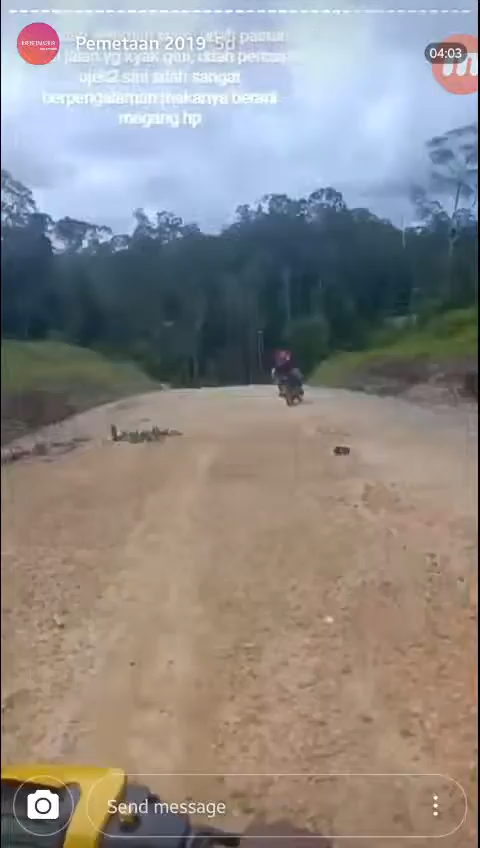 Pemetaan 2019 5d
04:03
jalan yg kyak gini, udah percaya
ojek2 sini udah sangat
berpengalaman makanya berani
megang hp
Send message